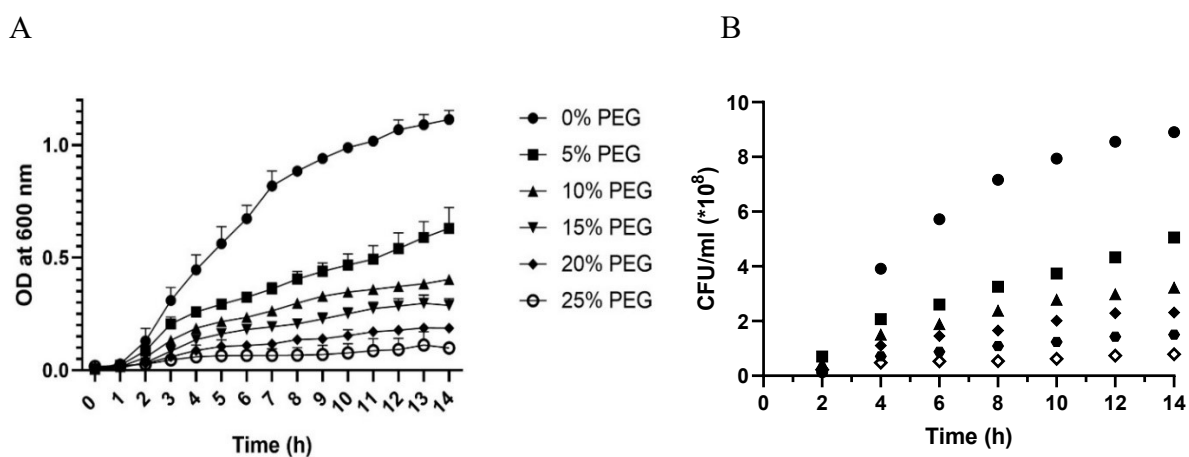 A
B
OD at 600 nm
1.0
0.5
0.0
0 1 2 3 4 5 6 7 8 9 10 11 12 13 14
Time (h)
0% PEG
5% PEG
10% PEG
15% PEG
20% PEG
25% PEG
CFU/ml (*10⁸)
10
8
6
4
2
0
0 2 4 6 8 10 12 14
Time (h)